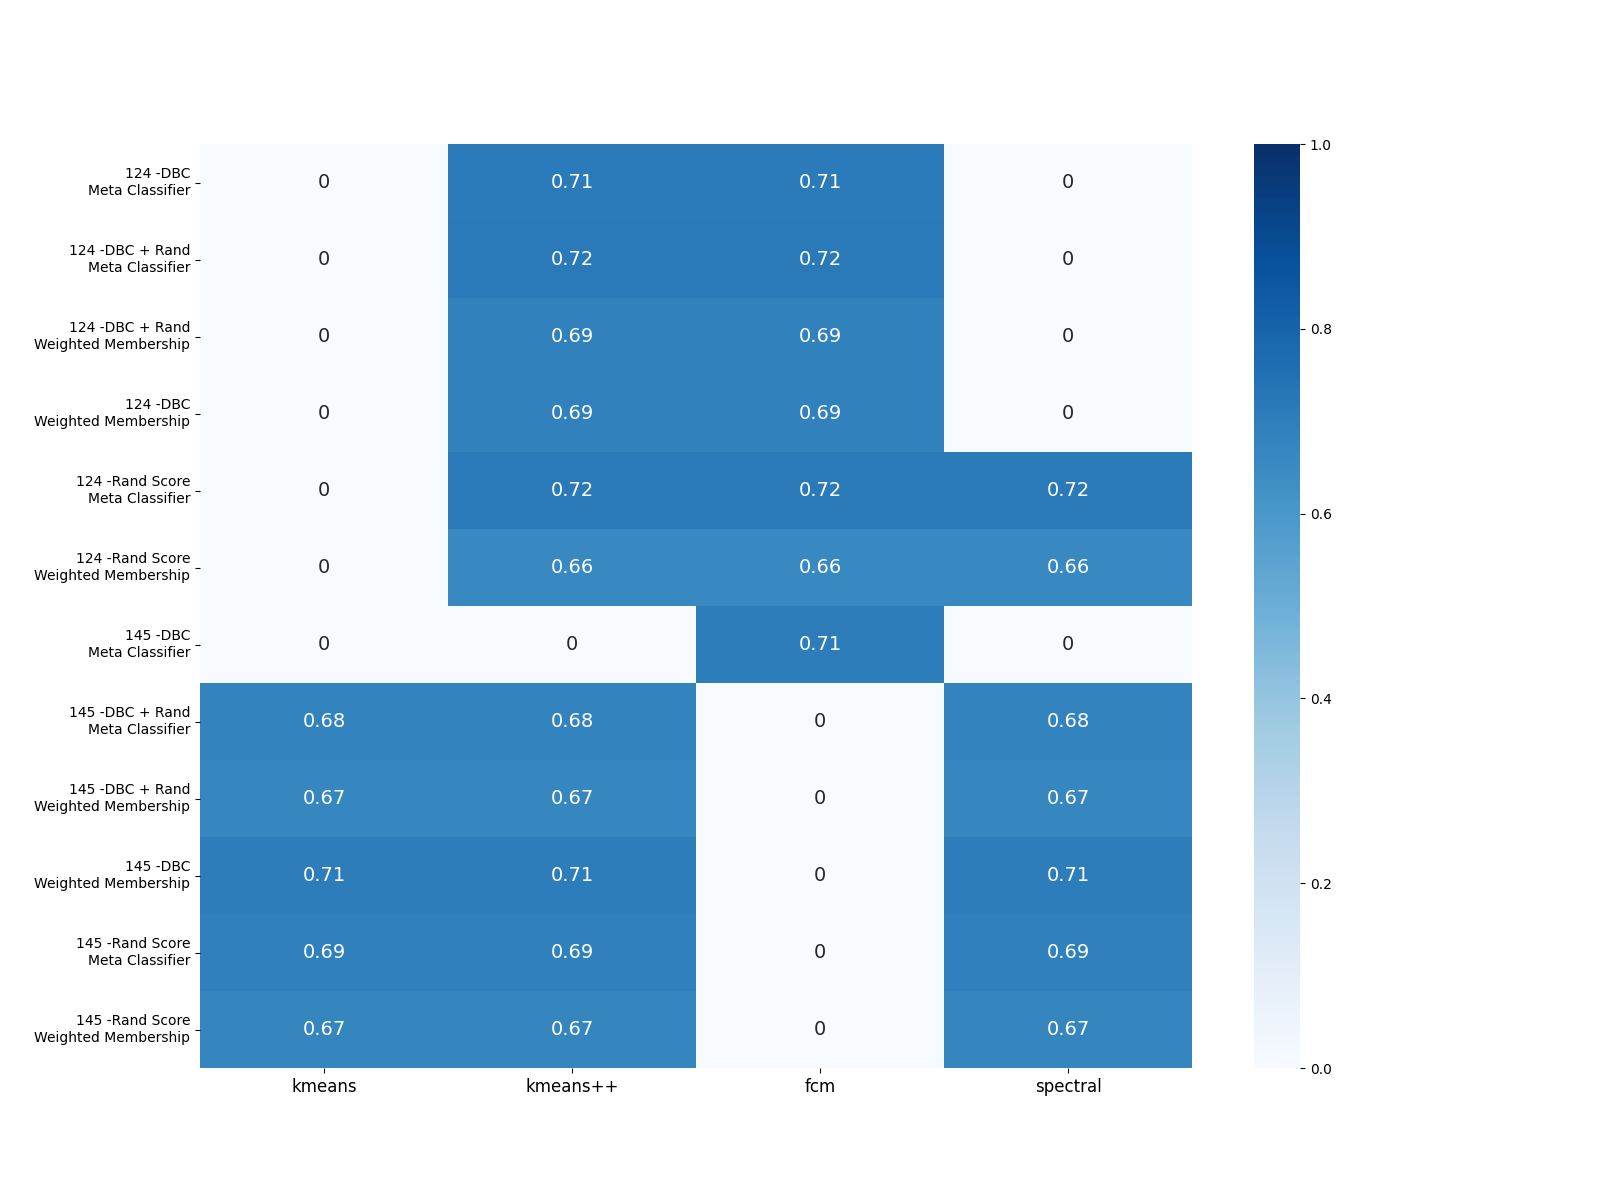 124 -DBC
Meta Classifier
0 0.71 0.71 0
124 -DBC + Rand
Meta Classifier
0 0.72 0.72 0
124 -DBC + Rand
Weighted Membership
0 0.69 0.69 0
124 -DBC
Weighted Membership
0 0.69 0.69 0
124 -Rand Score
Meta Classifier
0 0.72 0.72 0.72
124 -Rand Score
Weighted Membership
0 0.66 0.66 0.66
145 -DBC
Meta Classifier
0 0 0.71 0
145 -DBC + Rand
Meta Classifier
0.68 0.68 0 0.68
145 -DBC + Rand
Weighted Membership
0.67 0.67 0 0.67
145 -DBC
Weighted Membership
0.71 0.71 0 0.71
145 -Rand Score
Meta Classifier
0.69 0.69 0 0.69
145 -Rand Score
Weighted Membership
0.67 0.67 0 0.67
kmeans kmeans++ fcm spectral
1.0
0.8
0.6
0.4
0.2
0.0